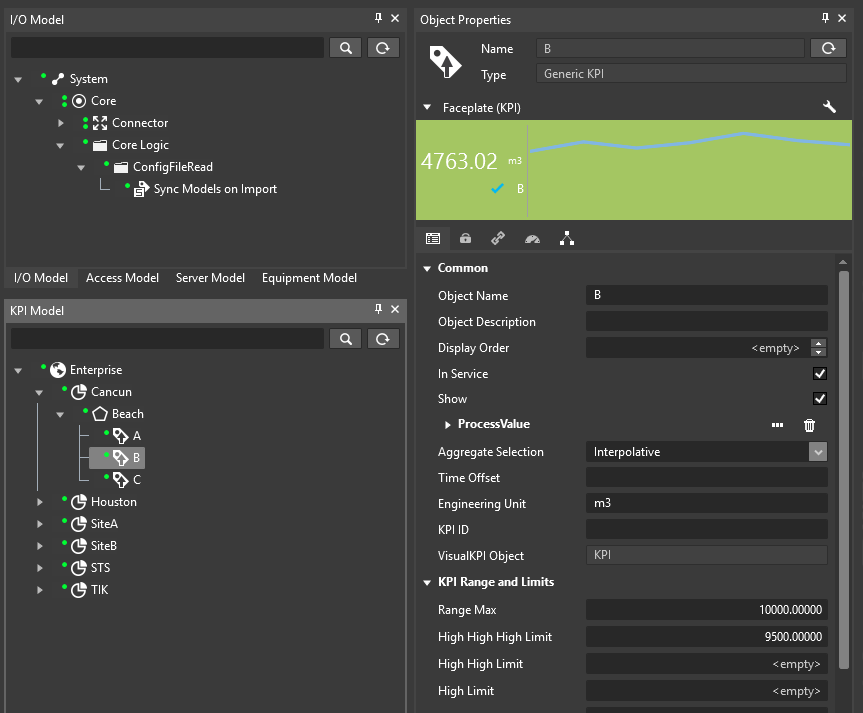 I/O Model
System
Core
Connector
Core Logic
ConfigFileRead
Sync Models on Import
I/O Model Access Model Server Model Equipment Model
KPI Model
Enterprise
Cancun
Beach
A
B
C
Houston
SiteA
SiteB
STS
TIK
Object Properties
Name B
Type Generic KPI
Faceplate (KPI)
4763.02 m3
B
Common
Object Name B
Object Description
Display Order <empty>
In Service
Show
ProcessValue
Aggregate Selection Interpolative
Time Offset
Engineering Unit m3
KPI ID
VisualKPI Object KPI
KPI Range and Limits
Range Max 10000.00000
High High High Limit 9500.00000
High High Limit <empty>
High Limit <empty>